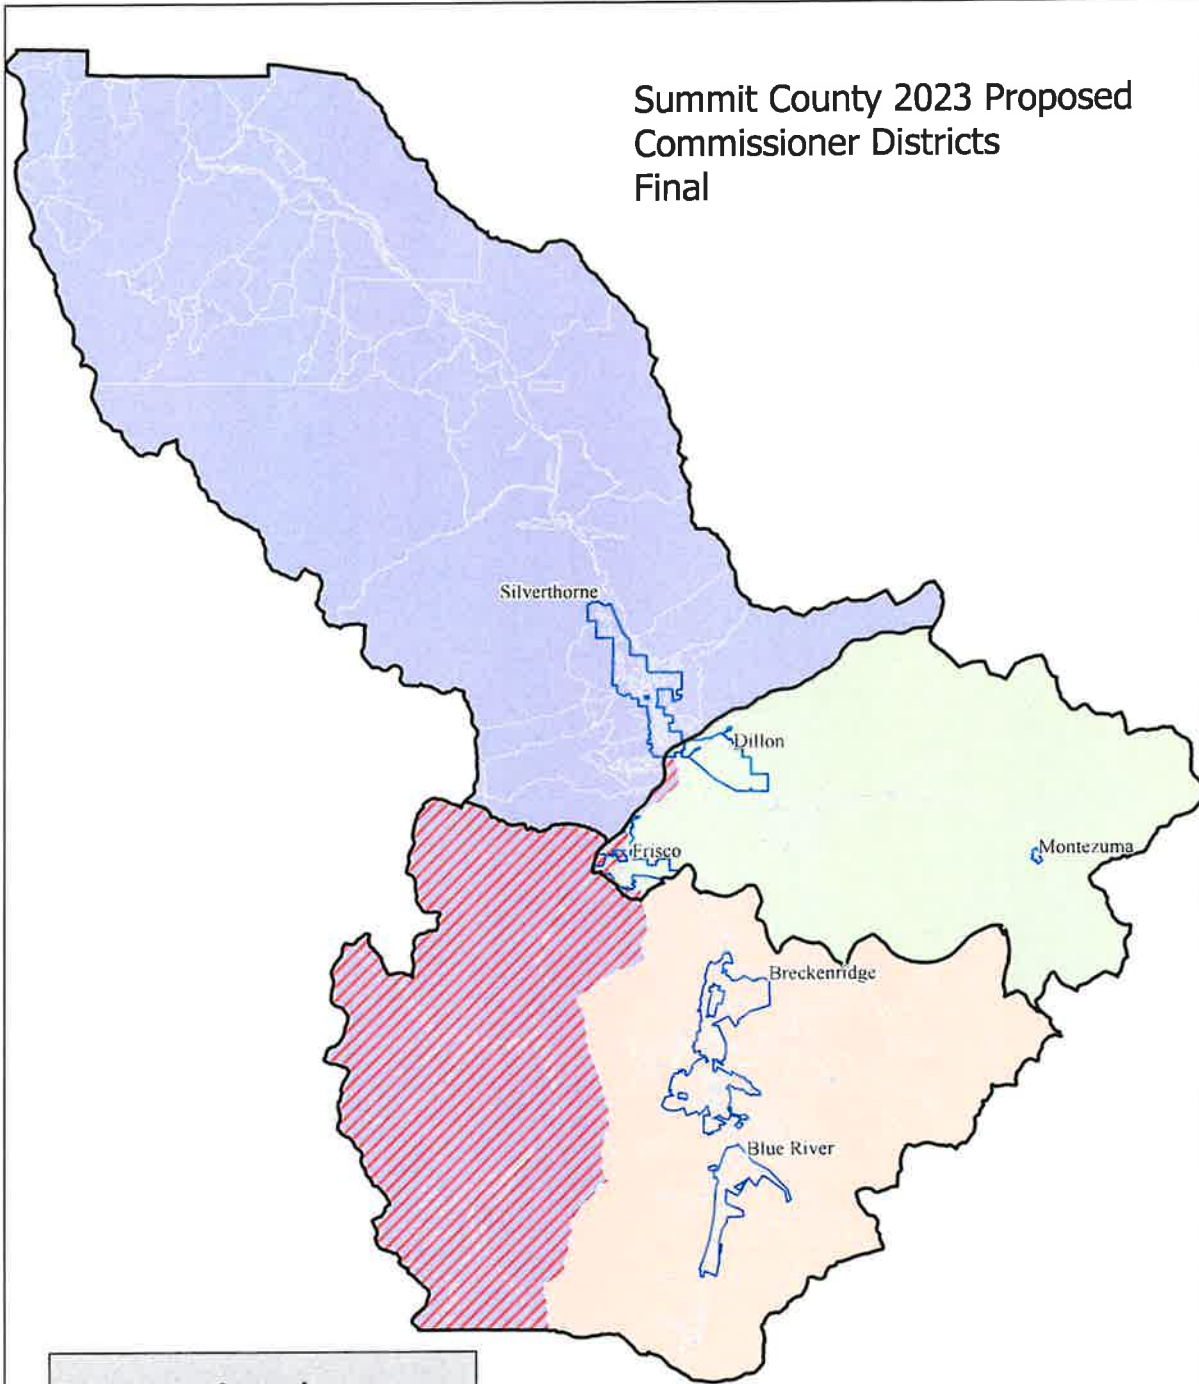 Summit County 2023 Proposed
Commissioner Districts
Final
Silverthorne
Dillon
Frisco
Montezuma
Breckenridge
Blue River